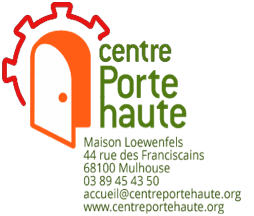 centre
Porte
haute
Maison Loewenfels
44 rue des Franciscains
68100 Mulhouse
03 89 45 43 50
accueil@centreportehaute.org
www.centreportehaute.org